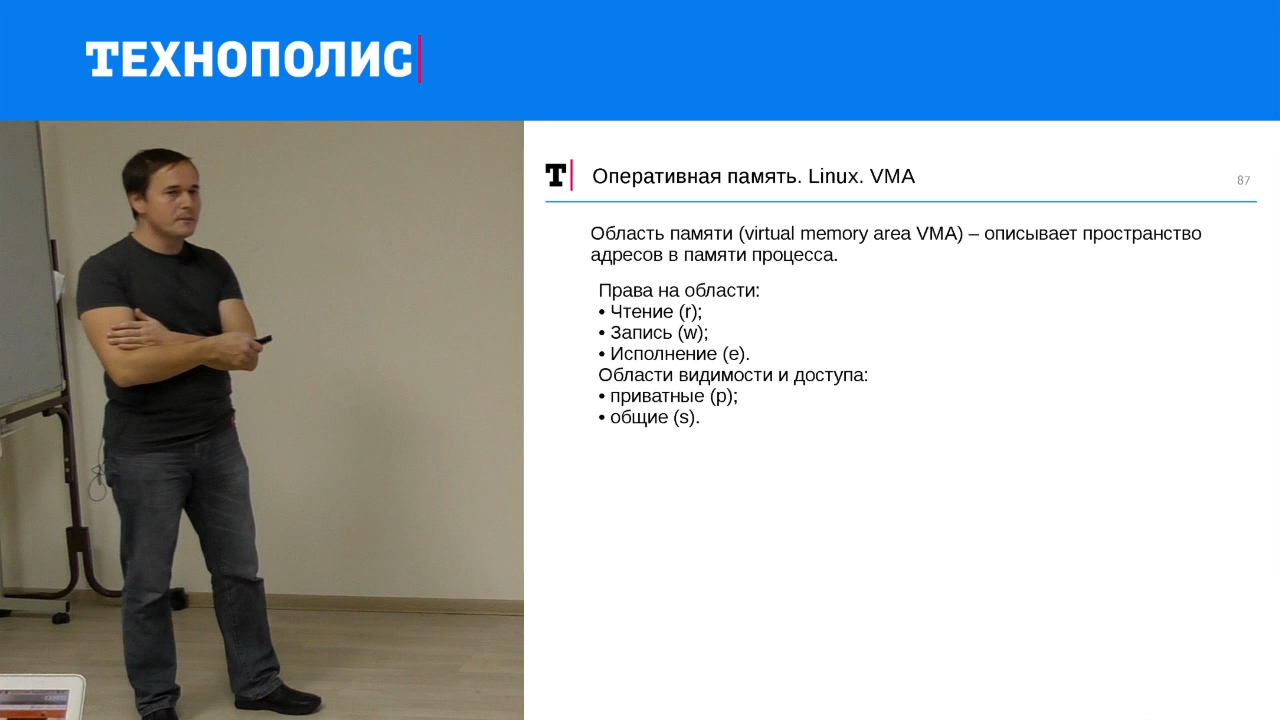 ТЕХНОПОЛИС
Т Оперативная память. Linux. VMA 87
Область памяти (virtual memory area VMA) – описывает пространство
адресов в памяти процесса.
Права на области:
• Чтение (r);
• Запись (w);
• Исполнение (e).
Области видимости и доступа:
• приватные (p);
• общие (s).